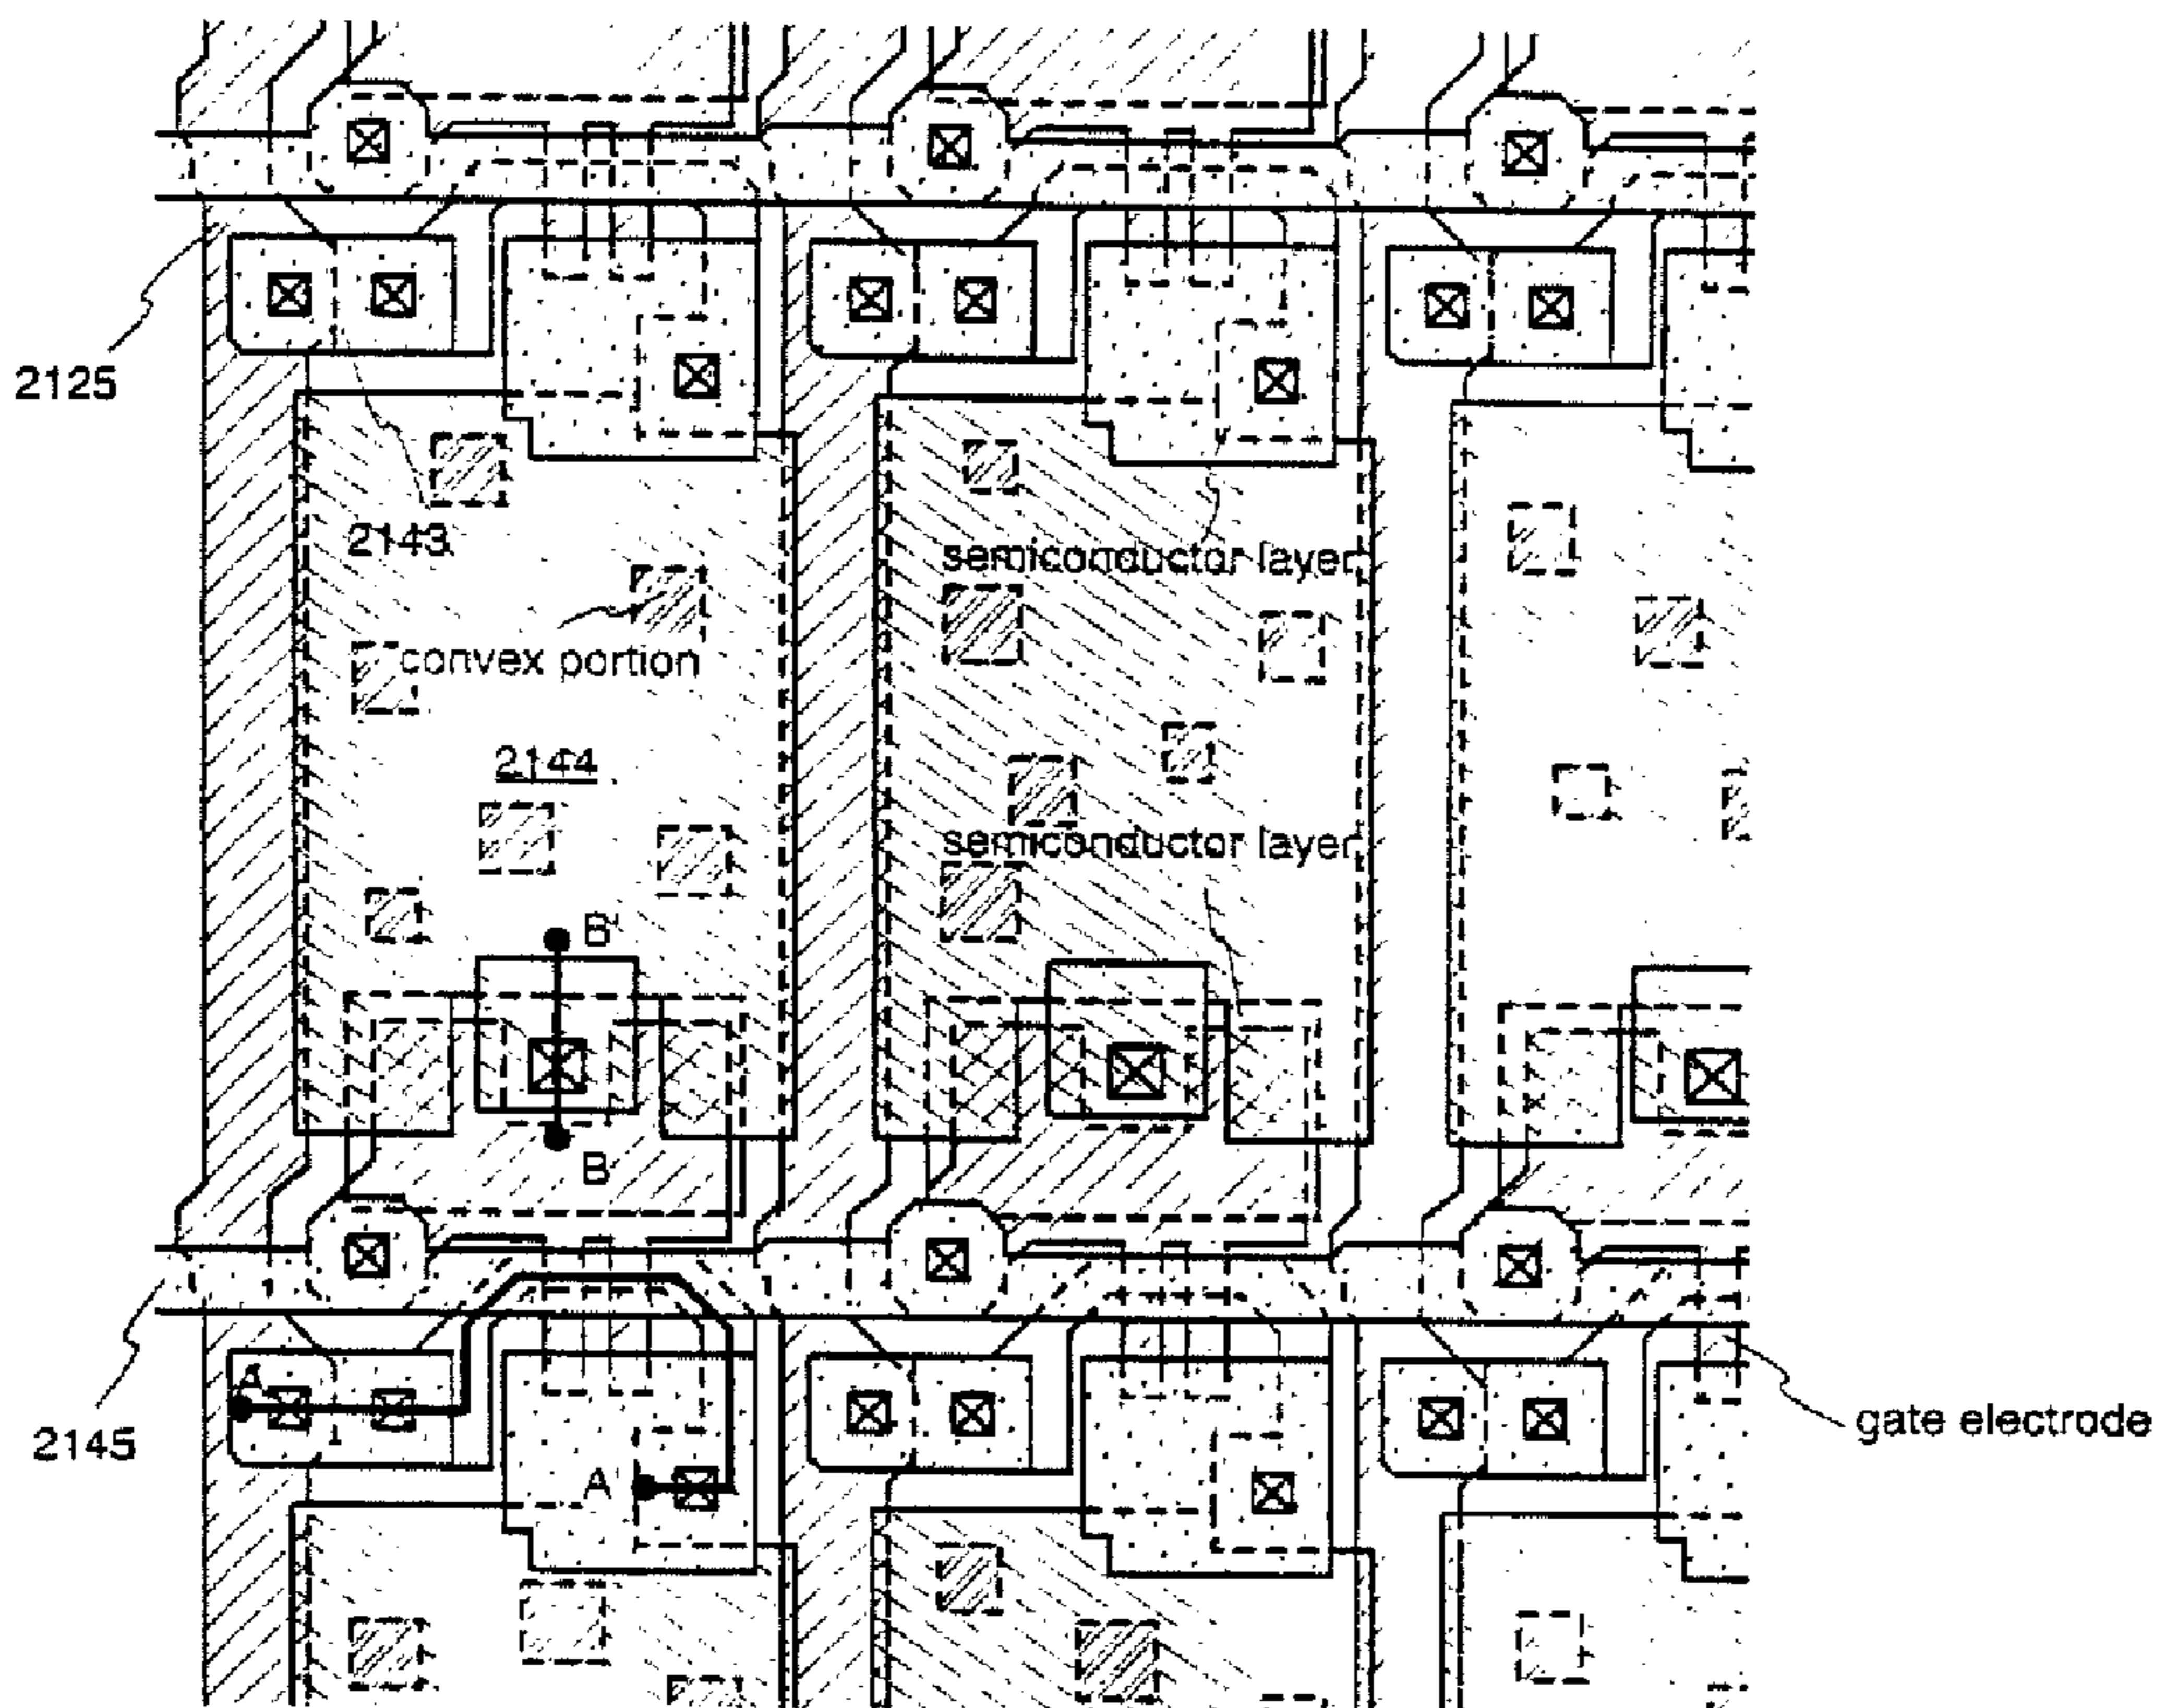 2125
2143
semiconductor layer
convex portion
2144
semiconductor layer
B'
B
A'
2145
gate electrode
A